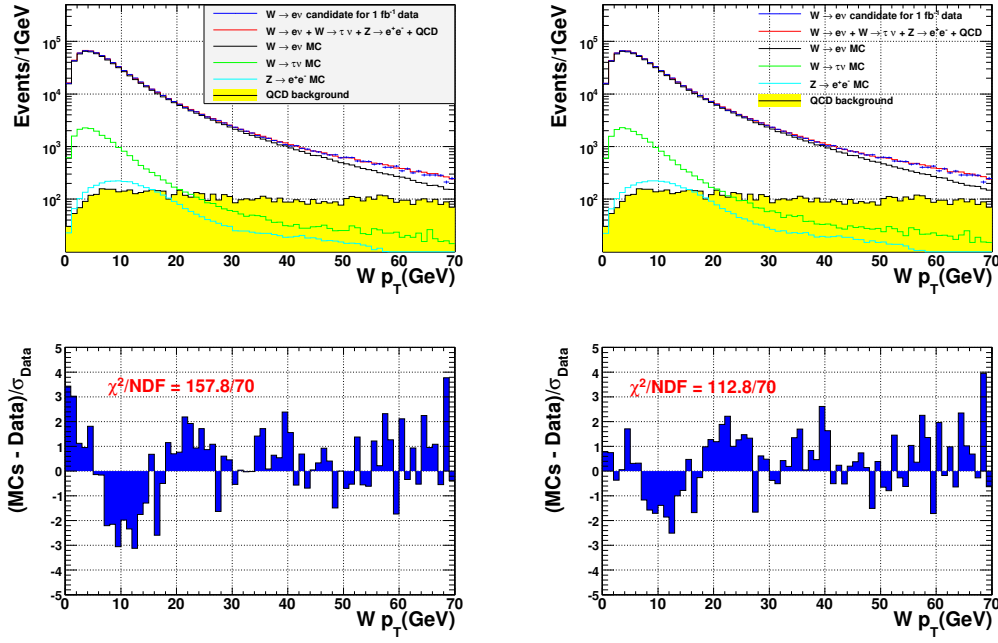 Events/1GeV
10⁵
10⁴
10³
10²
W → eν candidate for 1 fb⁻¹ data
W → eν + W → τ ν + Z → e⁺e⁻ + QCD
W → eν MC
W → τν MC
Z → e⁺e⁻ MC
QCD background
0 10 20 30 40 50 60 70
W p_T(GeV)
Events/1GeV
10⁵
10⁴
10³
10²
W → eν candidate for 1 fb⁻¹ data
W → eν + W → τ ν + Z → e⁺e⁻ + QCD
W → eν MC
W → τν MC
Z → e⁺e⁻ MC
QCD background
0 10 20 30 40 50 60 70
W p_T(GeV)
(MCs - Data)/σ_Data
5
4
3
2
1
0
-1
-2
-3
-4
-5
χ²/NDF = 157.8/70
0 10 20 30 40 50 60 70
W p_T(GeV)
(MCs - Data)/σ_Data
5
4
3
2
1
0
-1
-2
-3
-4
-5
χ²/NDF = 112.8/70
0 10 20 30 40 50 60 70
W p_T(GeV)